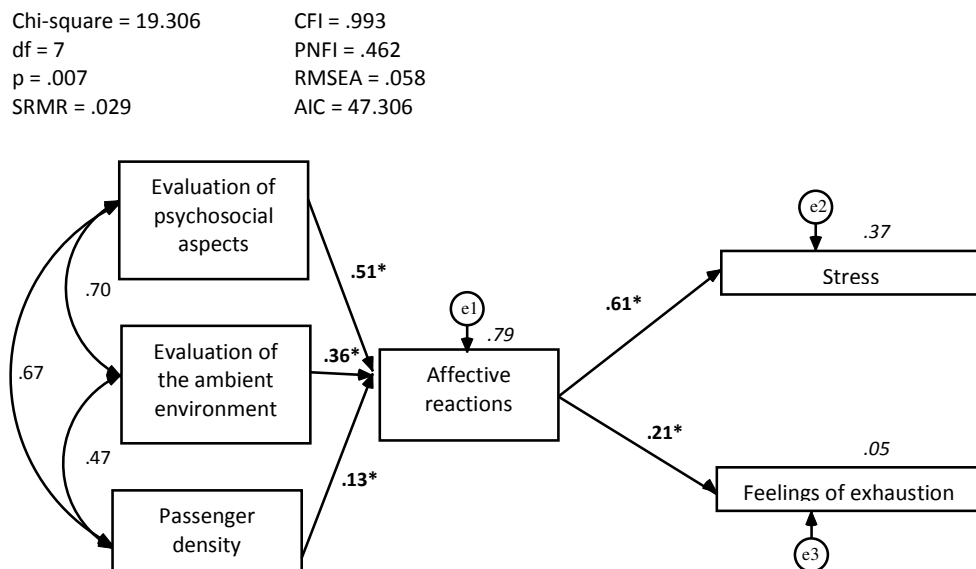 Chi-square = 19.306
df = 7
p = .007
SRMR = .029
CFI = .993
PNFI = .462
RMSEA = .058
AIC = 47.306
Evaluation of
psychosocial
aspects
.51*
.70
e2
.37
Stress
.61*
e1
.79
Evaluation of
the ambient
environment
.36*
Affective
reactions
.67
.47
.13*
.21*
.05
Feelings of exhaustion
Passenger
density
e3